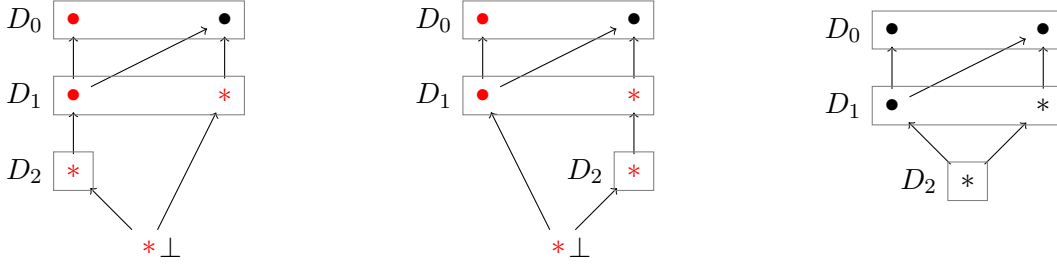 D₀ D₀ D₀
D₁ * D₁ * D₁ *
D₂ * D₂ * D₂ *
*⊥ *⊥